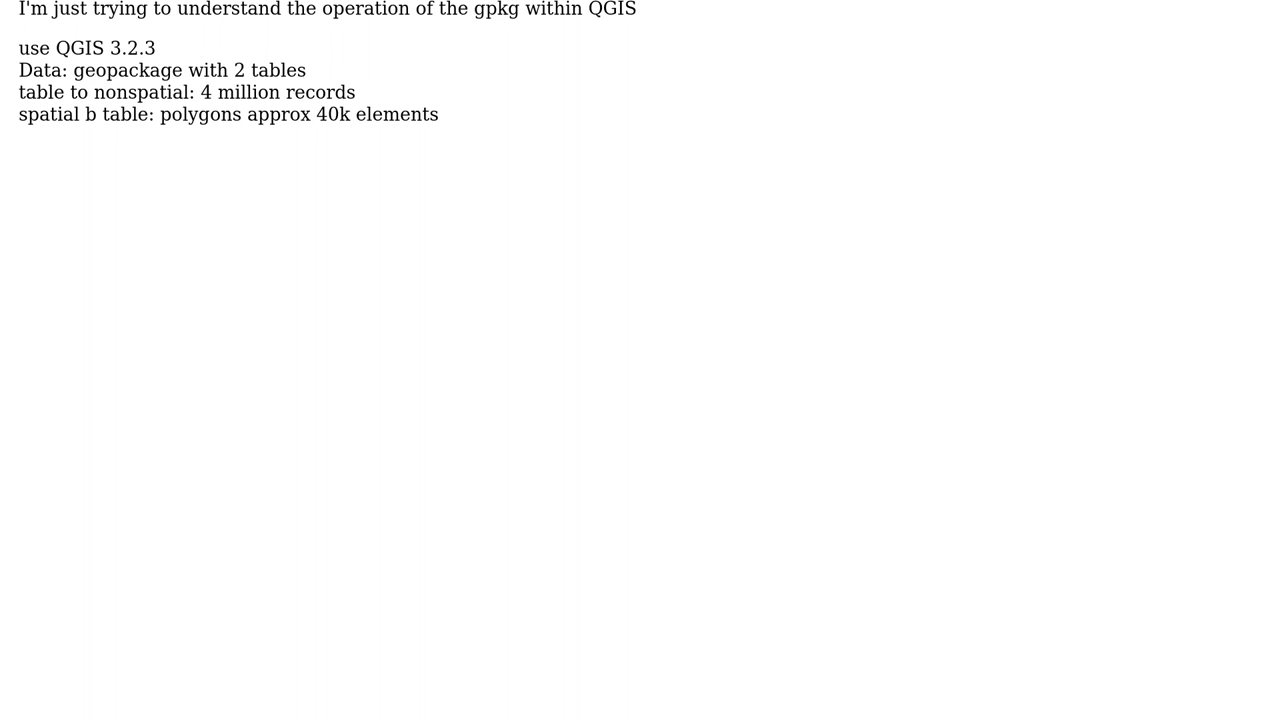 I'm just trying to understand the operation of the gpkg within QGIS
use QGIS 3.2.3
Data: geopackage with 2 tables
table to nonspatial: 4 million records
spatial b table: polygons approx 40k elements